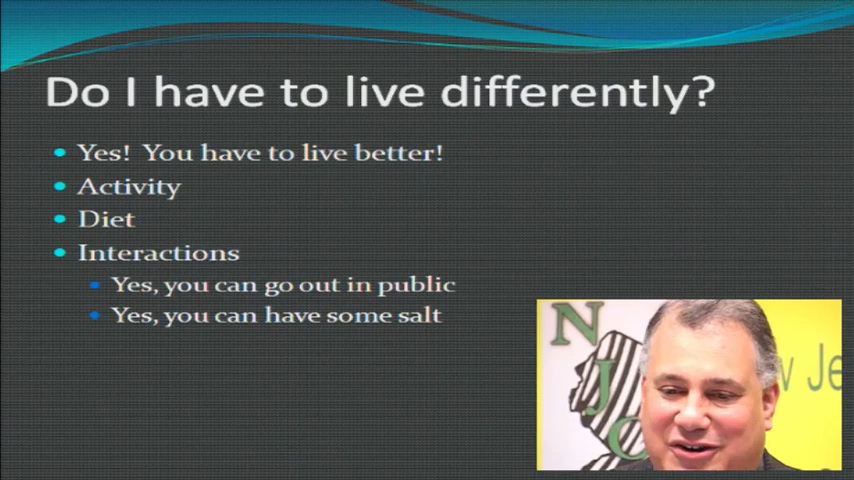 Do I have to live differently?
Yes! You have to live better!
Activity
Diet
Interactions
Yes, you can go out in public
Yes, you can have some salt
N
J
w Je